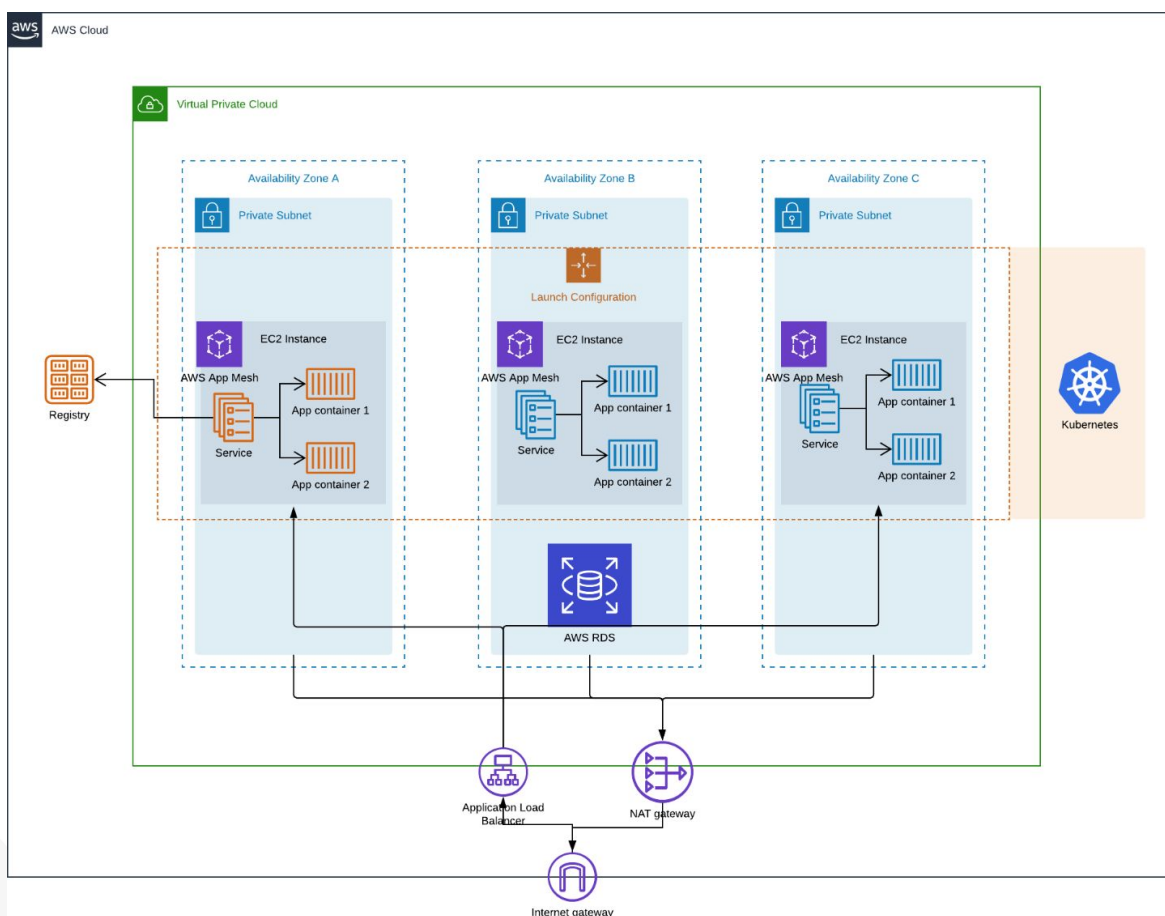 aws
AWS Cloud
Virtual Private Cloud
Availability Zone A
Availability Zone B
Availability Zone C
Private Subnet
Private Subnet
Private Subnet
Launch Configuration
EC2 Instance
EC2 Instance
EC2 Instance
AWS App Mesh
AWS App Mesh
AWS App Mesh
Registry
App container 1
App container 1
App container 1
Kubernetes
Service
Service
Service
App container 2
App container 2
App container 2
AWS RDS
Application Load
Balancer
NAT gateway
Internet gateway